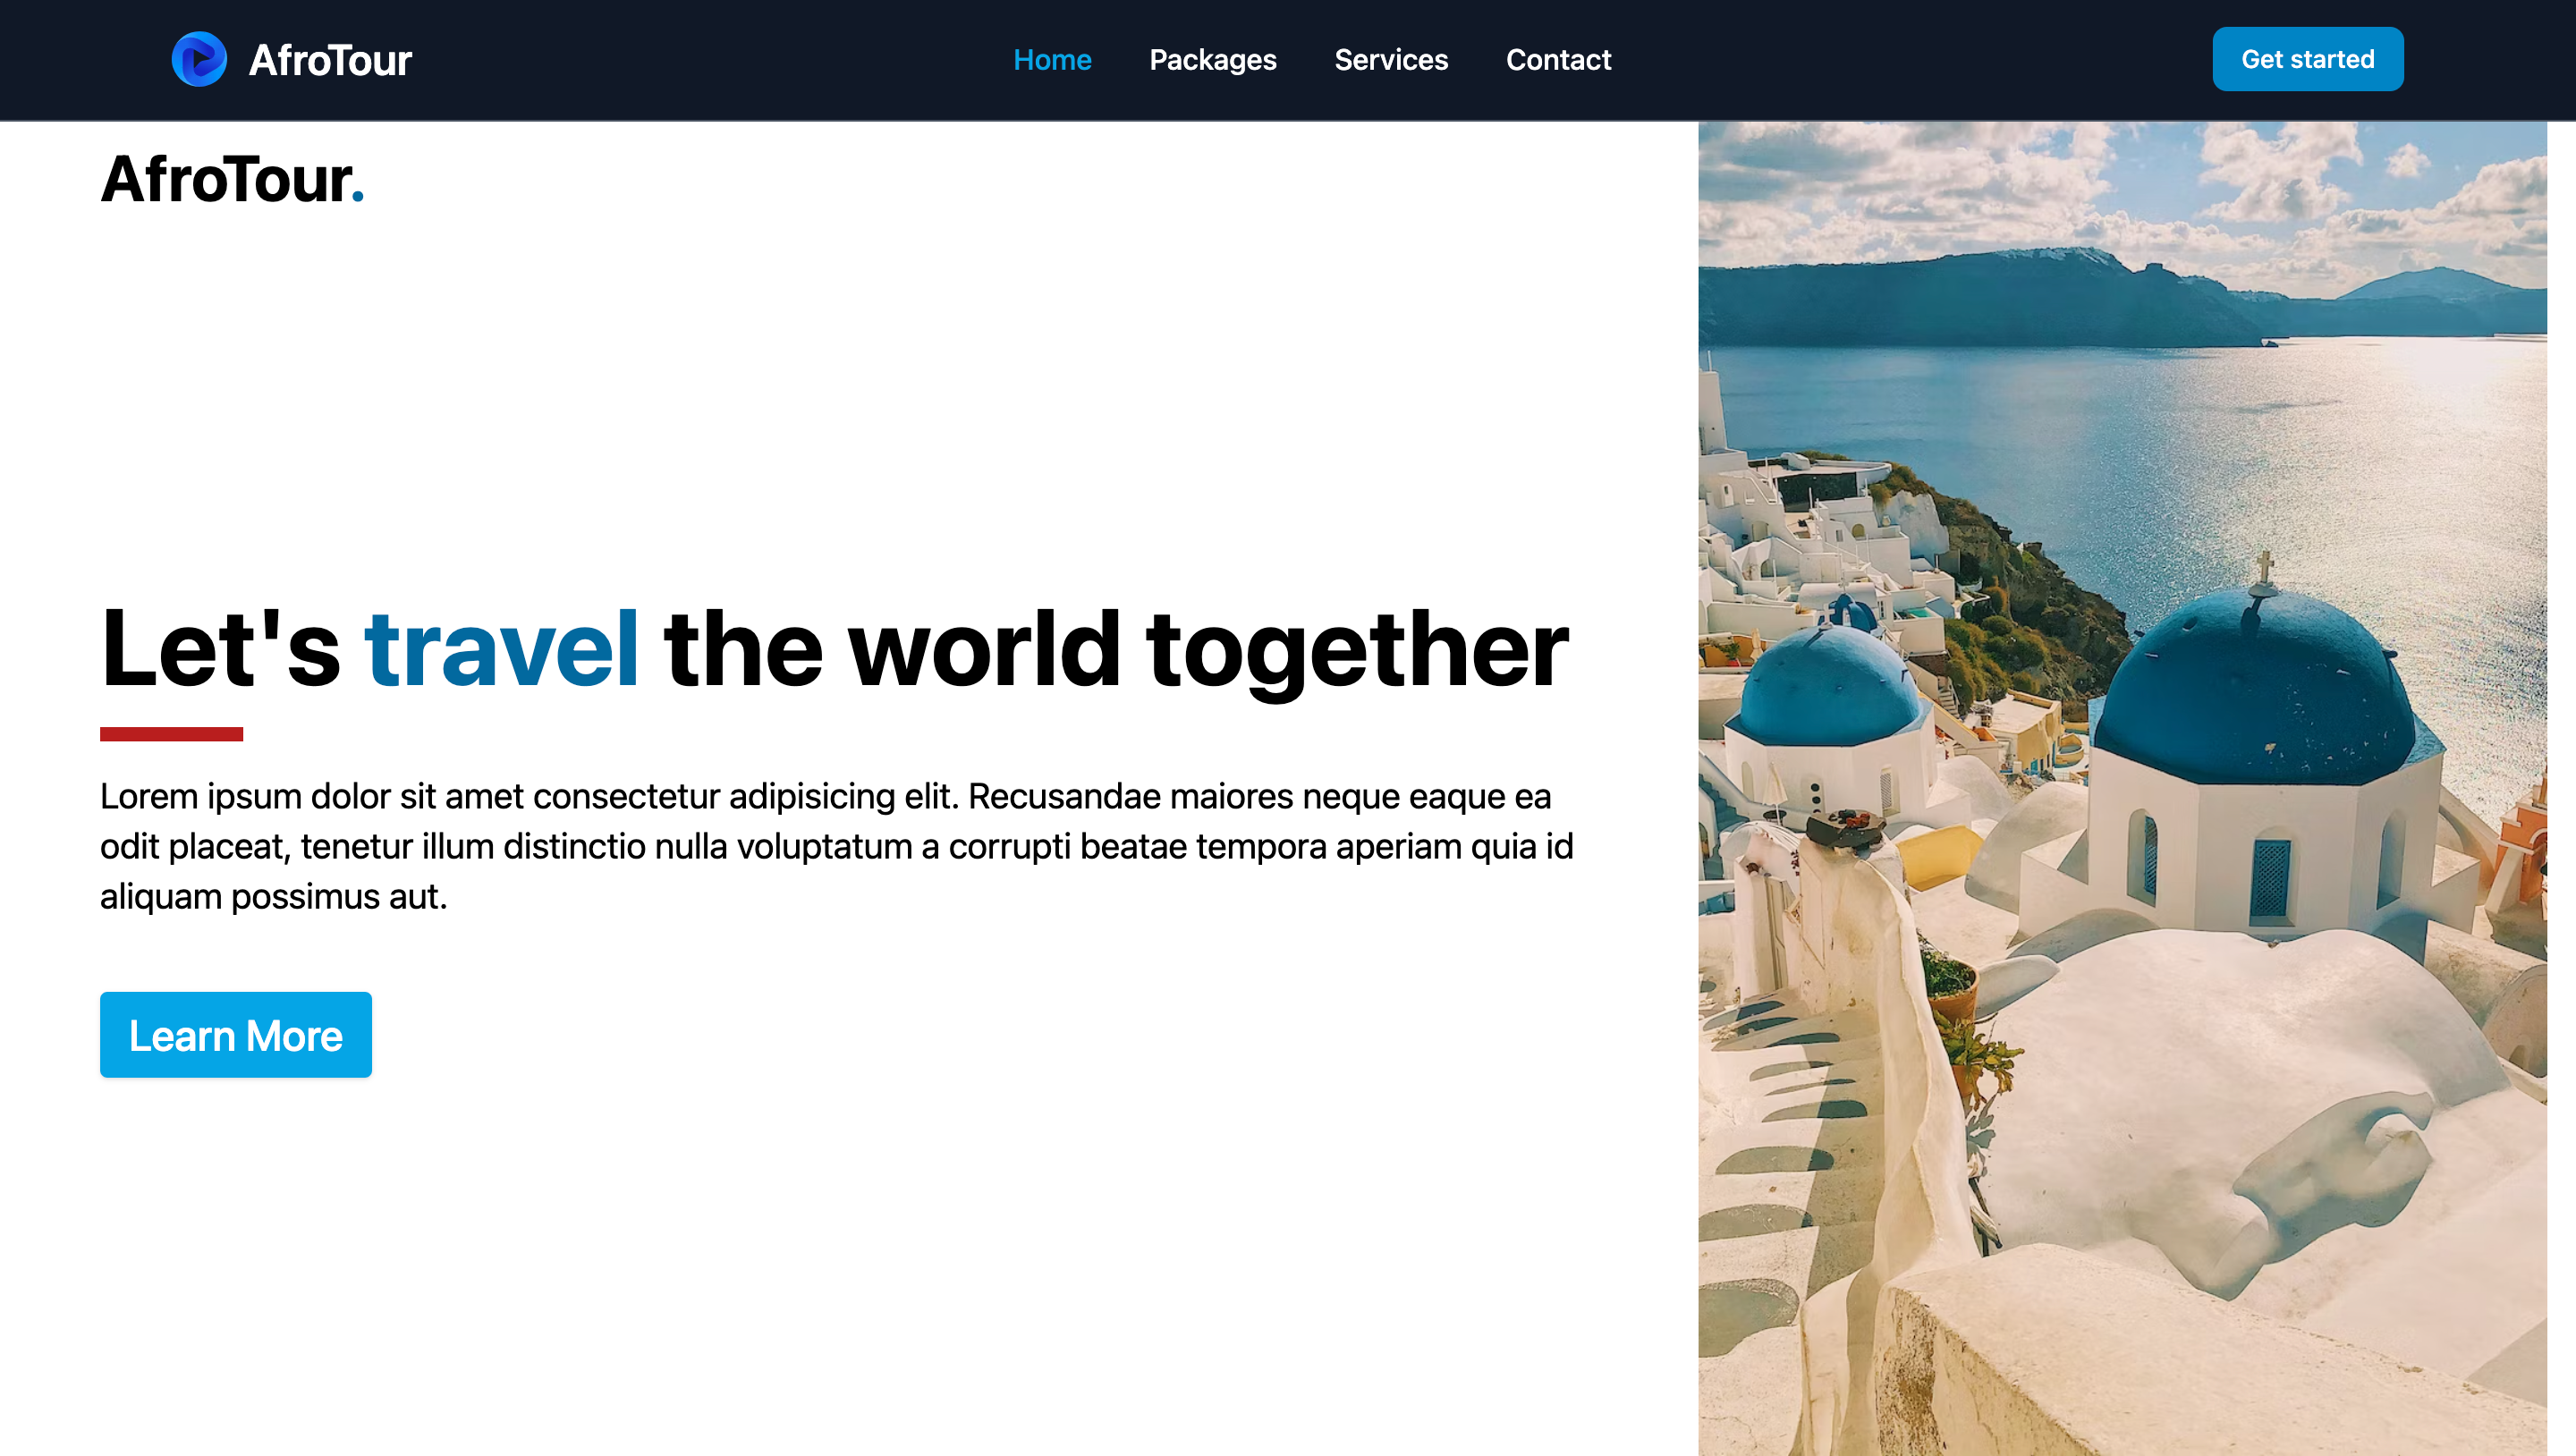 AfroTour
Home Packages Services Contact
Get started
AfroTour.
Let's travel the world together
Lorem ipsum dolor sit amet consectetur adipisicing elit. Recusandae maiores neque eaque ea
odit placeat, tenetur illum distinctio nulla voluptatum a corrupti beatae tempora aperiam quia id
aliquam possimus aut.
Learn More